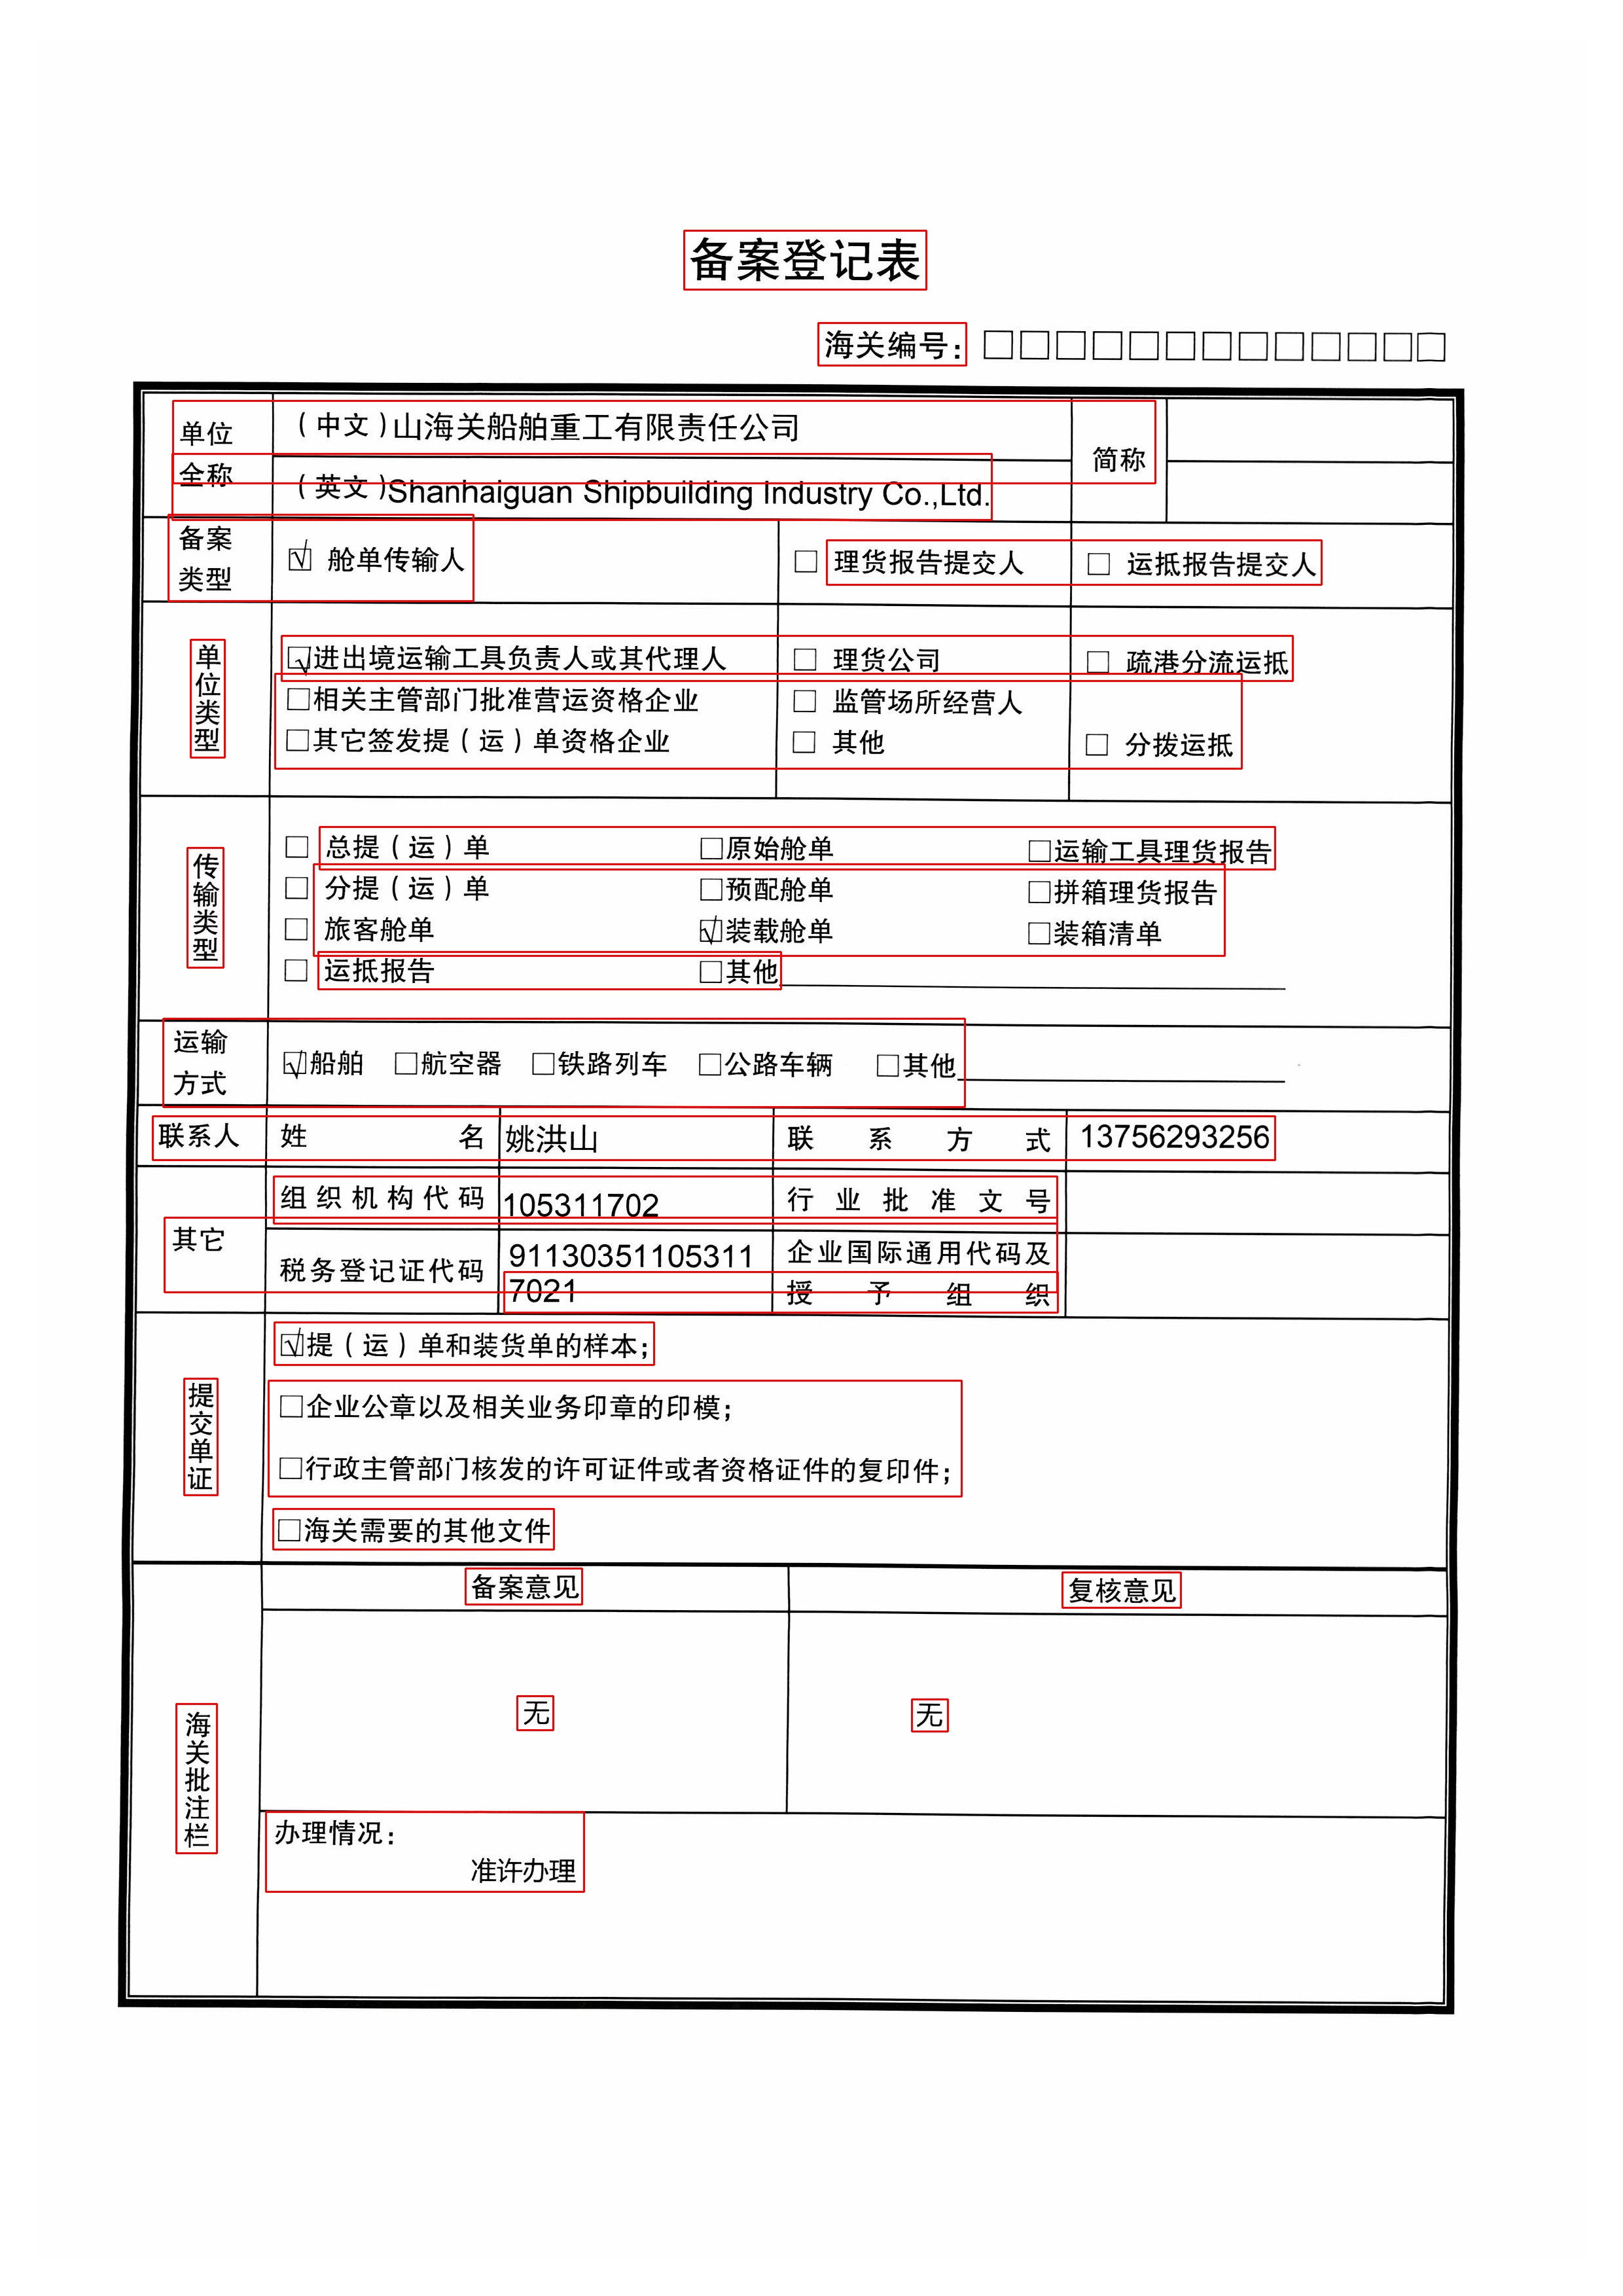 备案登记表
海关编号：□□□□□□□□□□□□□
单位全称 （中文）山海关船舶重工有限责任公司 简称
（英文）Shanhaiguan Shipbuilding Industry Co.,Ltd.
备案类型 ☑ 舱单传输人 □ 理货报告提交人 □ 运抵报告提交人
单位类型
☑进出境运输工具负责人或其代理人 □ 理货公司 □ 疏港分流运抵
□相关主管部门批准营运资格企业 □ 监管场所经营人
□其它签发提（运）单资格企业 □ 其他 □ 分拨运抵
传输类型
□ 总提（运）单 □原始舱单 □运输工具理货报告
□ 分提（运）单 □预配舱单 □拼箱理货报告
□ 旅客舱单 ☑装载舱单 □装箱清单
□ 运抵报告 □其他
运输方式 ☑船舶 □航空器 □铁路列车 □公路车辆 □其他
联系人 姓名 姚洪山 联系方式 13756293256
其它
组织机构代码 105311702 行业批准文号
税务登记证代码 91130351105311 企业国际通用代码及
7021 授予组织
提交单证
☑提（运）单和装货单的样本；
□企业公章以及相关业务印章的印模；
□行政主管部门核发的许可证件或者资格证件的复印件；
□海关需要的其他文件
海关批注栏
备案意见 复核意见
无 无
办理情况：
准许办理